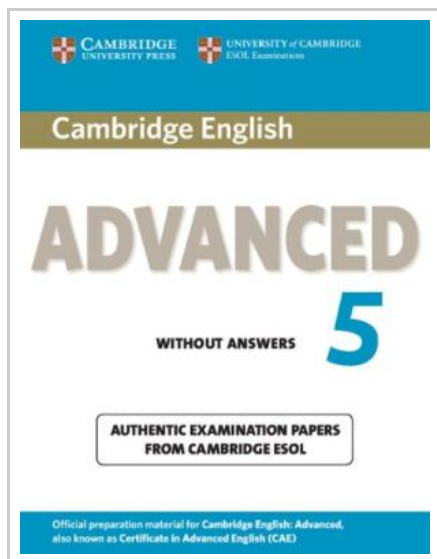 CAMBRIDGE
UNIVERSITY PRESS
UNIVERSITY of CAMBRIDGE
ESOL Examinations
Cambridge English
ADVANCED
5
WITHOUT ANSWERS
AUTHENTIC EXAMINATION PAPERS
FROM CAMBRIDGE ESOL
Official preparation material for Cambridge English: Advanced,
also known as Certificate in Advanced English (CAE)